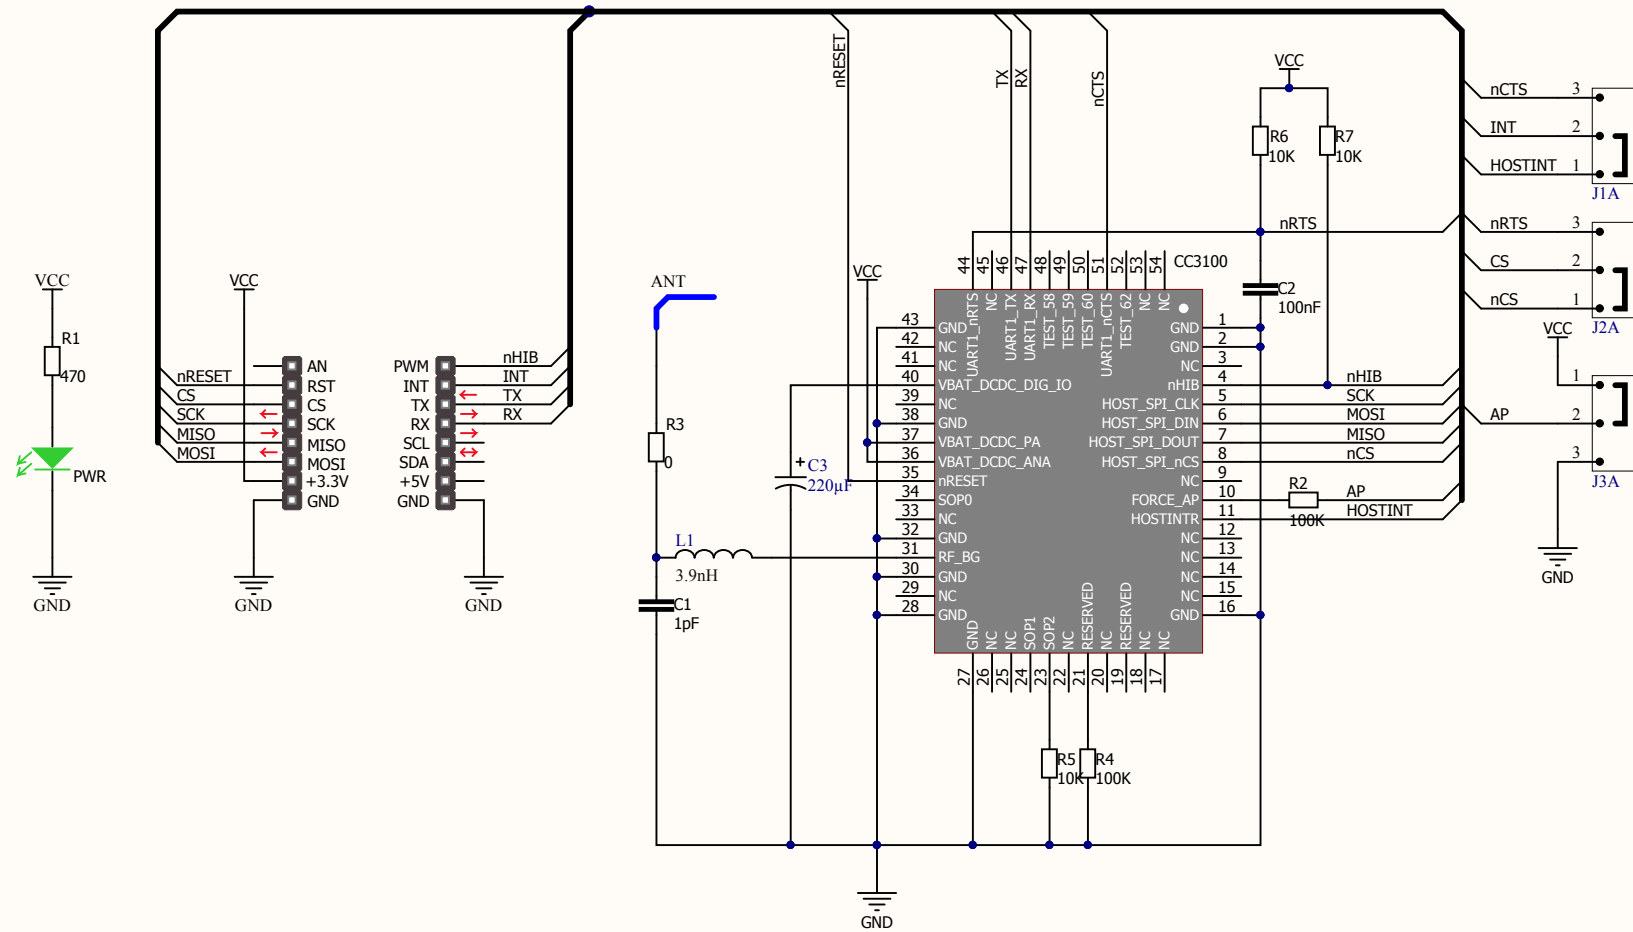 VCC
R1
470
PWR
GND
VCC
nRESET
CS
SCK
MISO
MOSI
AN
RST
CS
SCK
MISO
MOSI
+3.3V
GND
GND
PWM
INT
TX
RX
SCL
SDA
+5V
GND
nHIB
INT
TX
RX
GND
ANT
R3
0
L1
3.9nH
C1
1pF
+ C3
220µF
VCC
nRESET
TX
RX
nCTS
VCC
R6
10K
R7
10K
nRTS
C2
100nF
CC3100
44 45 46 47 48 49 50 51 52 53 54
UART1_nRTS
NC
UART1_TX
UART1_RX
TEST_58
TEST_59
TEST_60
UART1_nCTS
TEST_62
NC
NC
43 GND
42 NC
41 NC
40 VBAT_DCDC_DIG_IO
39 NC
38 GND
37 VBAT_DCDC_PA
36 VBAT_DCDC_ANA
35 nRESET
34 SOP0
33 NC
32 GND
31 RF_BG
30 GND
29 NC
28 GND
GND 1
GND 2
NC 3
nHIB 4
HOST_SPI_CLK 5
HOST_SPI_DIN 6
HOST_SPI_DOUT 7
HOST_SPI_nCS 8
NC 9
FORCE_AP 10
HOSTINTR 11
NC 12
NC 13
NC 14
NC 15
GND 16
GND
NC
NC
SOP1
SOP2
NC
RESERVED
NC
RESERVED
NC
NC
27 26 25 24 23 22 21 20 19 18 17
R5
10K
R4
100K
GND
nHIB
SCK
MOSI
MISO
nCS
R2
100K
AP
HOSTINT
nCTS 3
INT 2
HOSTINT 1
J1A
nRTS 3
CS 2
nCS 1
J2A
VCC
1
AP 2
3
J3A
GND